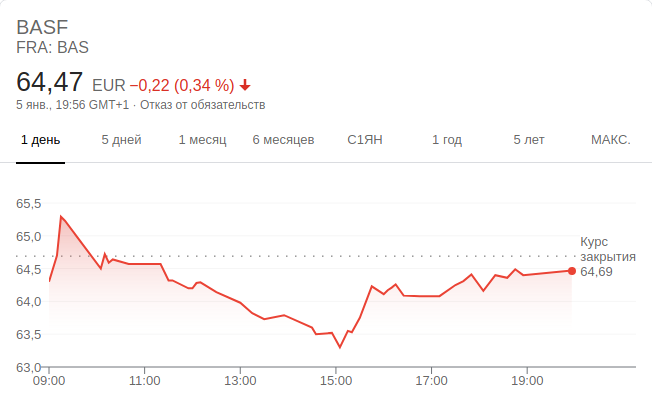 BASF
FRA: BAS
64,47 EUR −0,22 (0,34 %) ↓
5 янв., 19:56 GMT+1 · Отказ от обязательств
1 день 5 дней 1 месяц 6 месяцев С1ЯН 1 год 5 лет МАКС.
65,5
65,0
64,5
64,0
63,5
63,0
Курс
закрытия
64,69
09:00 11:00 13:00 15:00 17:00 19:00